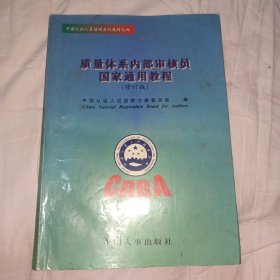 中国认证人员培训系列教材之四
质量体系内部审核员
国家通用教程
(修订版)
中国认证人员国家注册委员会 编
China National Registration Board for Auditors
CRBA
中国人事出版社